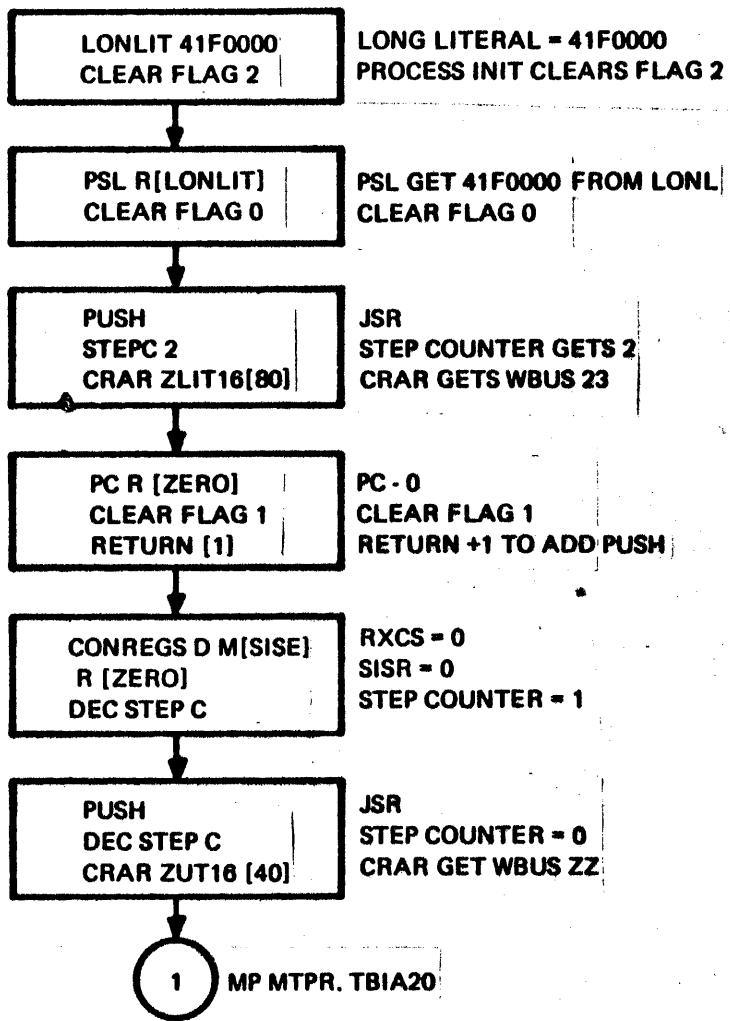 LONLIT 41F0000
CLEAR FLAG 2
LONG LITERAL = 41F0000
PROCESS INIT CLEARS FLAG 2
PSL R[LONLIT]
CLEAR FLAG 0
PSL GET 41F0000 FROM LONL
CLEAR FLAG 0
PUSH
STEPC 2
CRAR ZLIT16[80]
JSR
STEP COUNTER GETS 2
CRAR GETS WBUS 23
PC R [ZERO]
CLEAR FLAG 1
RETURN [1]
PC - 0
CLEAR FLAG 1
RETURN +1 TO ADD PUSH
CONREGS D M[SISE]
R [ZERO]
DEC STEP C
RXCS = 0
SISR = 0
STEP COUNTER = 1
PUSH
DEC STEP C
CRAR ZUT16 [40]
JSR
STEP COUNTER = 0
CRAR GET WBUS ZZ
1
MP MTPR. TBIA20